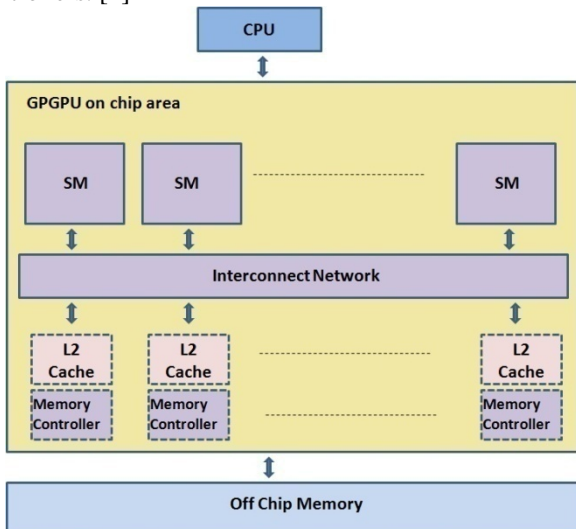 CPU
GPGPU on chip area
SM SM SM
Interconnect Network
L2 L2 L2
Cache Cache Cache
Memory Memory Memory
Controller Controller Controller
Off Chip Memory